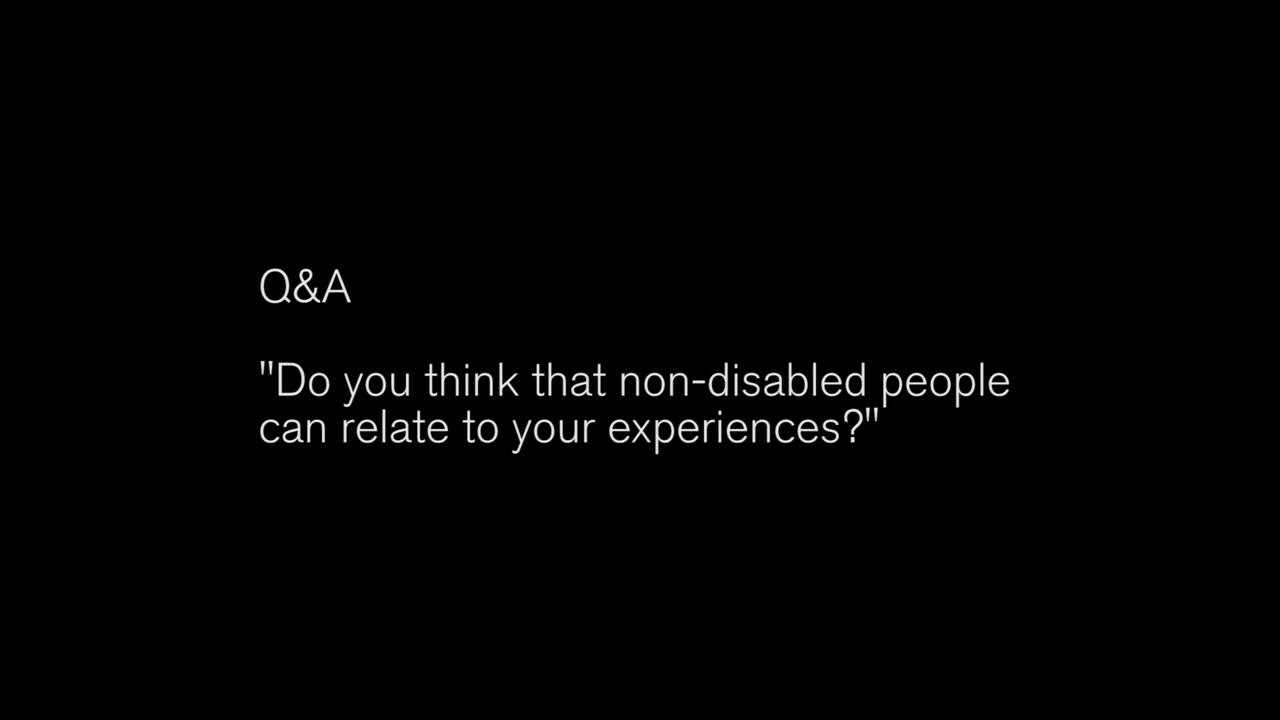 Q&A
"Do you think that non-disabled people
can relate to your experiences?"